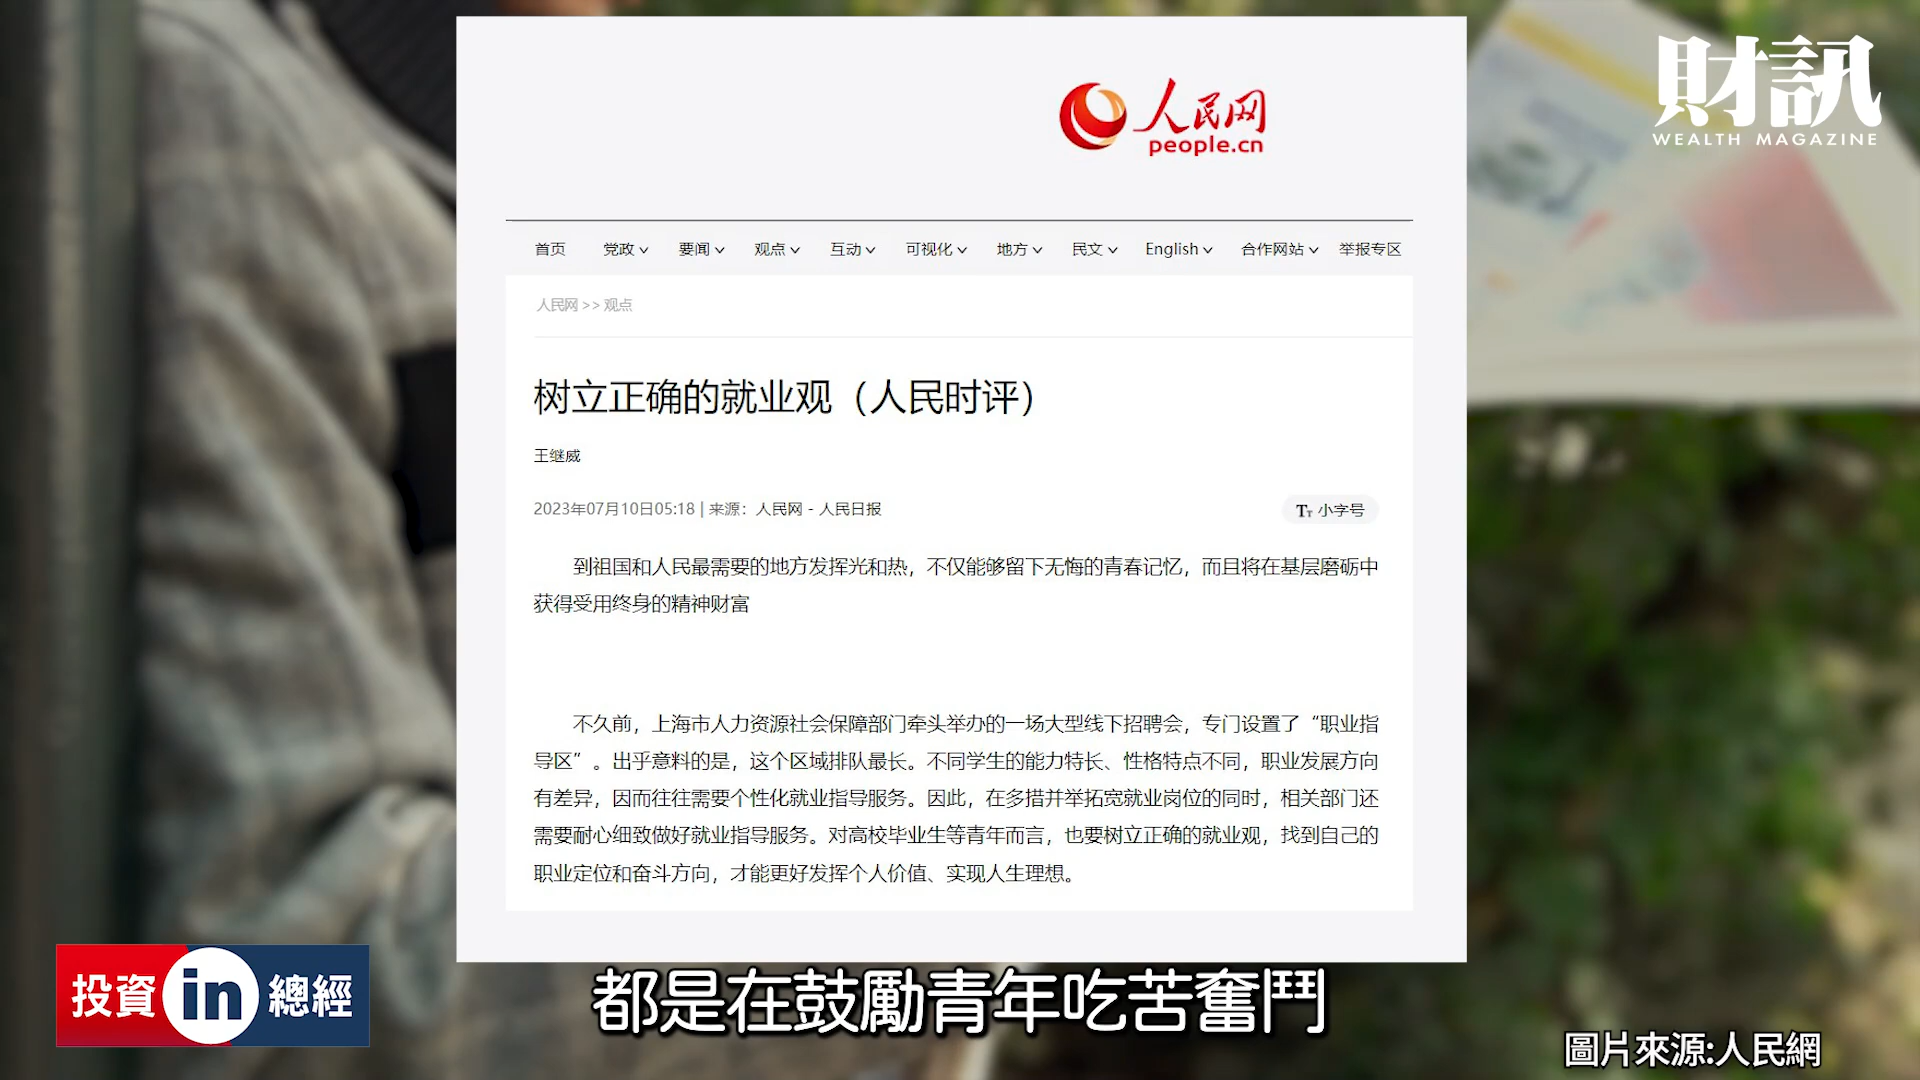 人民网
people.cn
財訊
WEALTH MAGAZINE
首页 党政 要闻 观点 互动 可视化 地方 民文 English 合作网站 举报专区
人民网 >> 观点
树立正确的就业观（人民时评）
王继威
2023年07月10日05:18 | 来源：人民网－人民日报
TT 小字号
到祖国和人民最需要的地方发挥光和热，不仅能够留下无悔的青春记忆，而且将在基层磨砺中
获得受用终身的精神财富
不久前，上海市人力资源社会保障部门牵头举办的一场大型线下招聘会，专门设置了“职业指
导区”。出乎意料的是，这个区域排队最长。不同学生的能力特长、性格特点不同，职业发展方向
有差异，因而往往需要个性化就业指导服务。因此，在多措并举拓宽就业岗位的同时，相关部门还
需要耐心细致做好就业指导服务。对高校毕业生等青年而言，也要树立正确的就业观，找到自己的
职业定位和奋斗方向，才能更好发挥个人价值、实现人生理想。
投資in總經
都是在鼓勵青年吃苦奮鬥
圖片來源:人民網